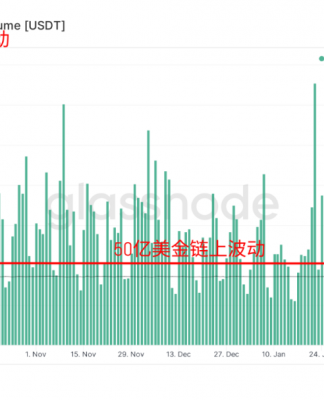 ume [USDT]
动
glassnode
50亿美金链上波动
1. Nov 15. Nov 29. Nov 13. Dec 27. Dec 10. Jan 24. J